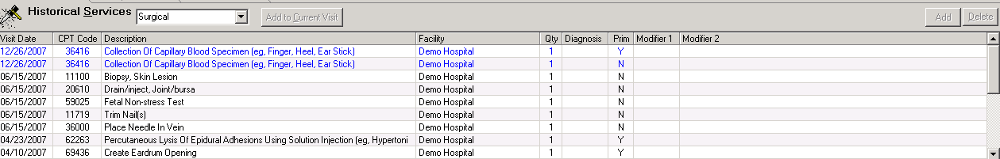 Historical Services Surgical Add to Current Visit Add Delete
Visit Date CPT Code Description Facility Qty Diagnosis Prim Modifier 1 Modifier 2
12/26/2007 36416 Collection Of Capillary Blood Specimen (eg, Finger, Heel, Ear Stick) Demo Hospital 1 Y
12/26/2007 36416 Collection Of Capillary Blood Specimen (eg, Finger, Heel, Ear Stick) Demo Hospital 1 N
06/15/2007 11100 Biopsy, Skin Lesion Demo Hospital 1 N
06/15/2007 20610 Drain/inject, Joint/bursa Demo Hospital 1 N
06/15/2007 59025 Fetal Non-stress Test Demo Hospital 1 N
06/15/2007 11719 Trim Nail(s) Demo Hospital 1 N
06/15/2007 36000 Place Needle In Vein Demo Hospital 1 N
04/23/2007 62263 Percutaneous Lysis Of Epidural Adhesions Using Solution Injection (eg, Hypertoni Demo Hospital 1 Y
04/10/2007 69436 Create Eardrum Opening Demo Hospital 1 Y